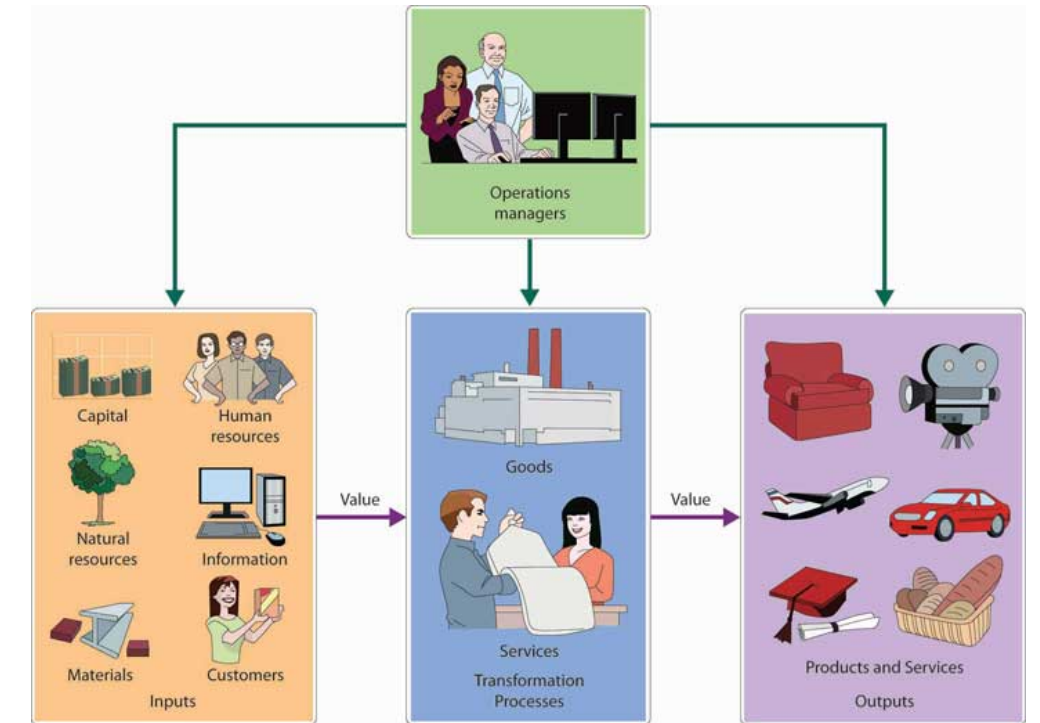 Operations
managers
Capital
Human
resources
Natural
resources
Information
Materials
Customers
Inputs
Value
Goods
Services
Transformation
Processes
Value
Products and Services
Outputs